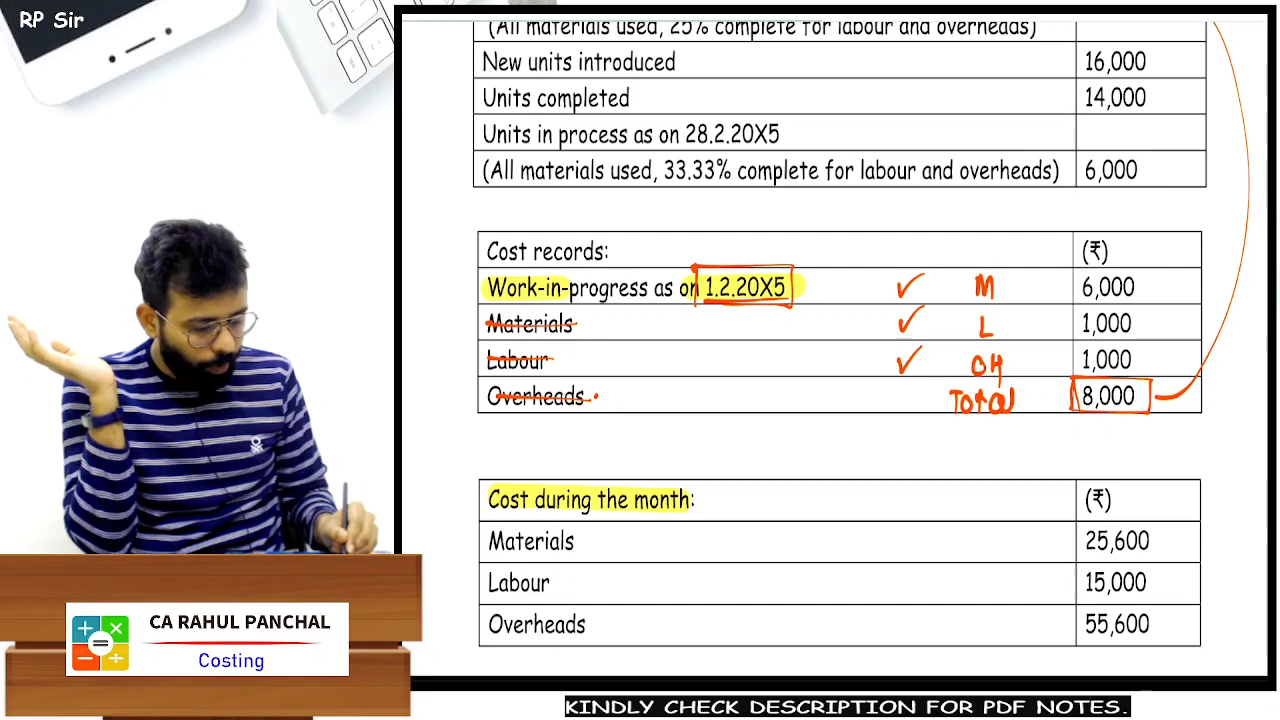 RP Sir
(All materials used, 25% complete for labour and overheads)
New units introduced 16,000
Units completed 14,000
Units in process as on 28.2.20X5
(All materials used, 33.33% complete for labour and overheads) 6,000
Cost records: (₹)
Work-in-progress as on 1.2.20X5 M 6,000
Materials L 1,000
Labour OH 1,000
Overheads Total 8,000
Cost during the month: (₹)
Materials 25,600
Labour 15,000
Overheads 55,600
CA RAHUL PANCHAL
Costing
KINDLY CHECK DESCRIPTION FOR PDF NOTES.